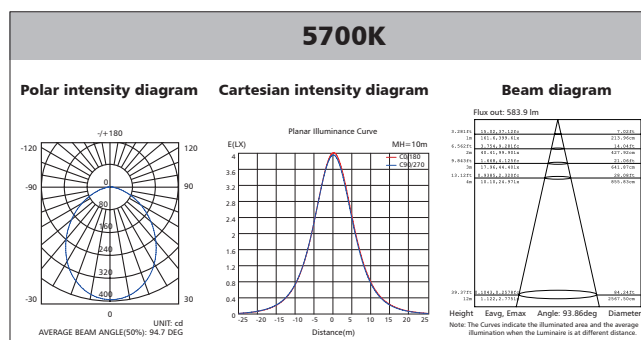 5700K
Polar intensity diagram
Cartesian intensity diagram
Beam diagram
-/+180
-120
120
-90
90
0
80
160
240
320
400
-30
30
0
UNIT: cd
AVERAGE BEAM ANGLE(50%): 94.7 DEG
Planar Illuminance Curve
E(LX)
MH=10m
C0/180
C90/270
4
3.6
3.2
2.8
2.4
2
1.6
1.2
0.8
0.4
0
-25 -20 -15 -10 -5 0 5 10 15 20 25
Distance(m)
Flux out: 583.9 lm
3.281ft 7.02ft
1m 213.96cm
6.562ft 14.04ft
2m 427.92cm
9.843ft 21.06ft
3m 641.87cm
13.12ft 28.08ft
4m 855.83cm
39.37ft 84.24ft
12m 2567.50cm
Height Eavg, Emax Angle: 93.86deg Diameter
Note: The Curves indicate the illuminated area and the average
illumination when the Luminaire is at different distance.